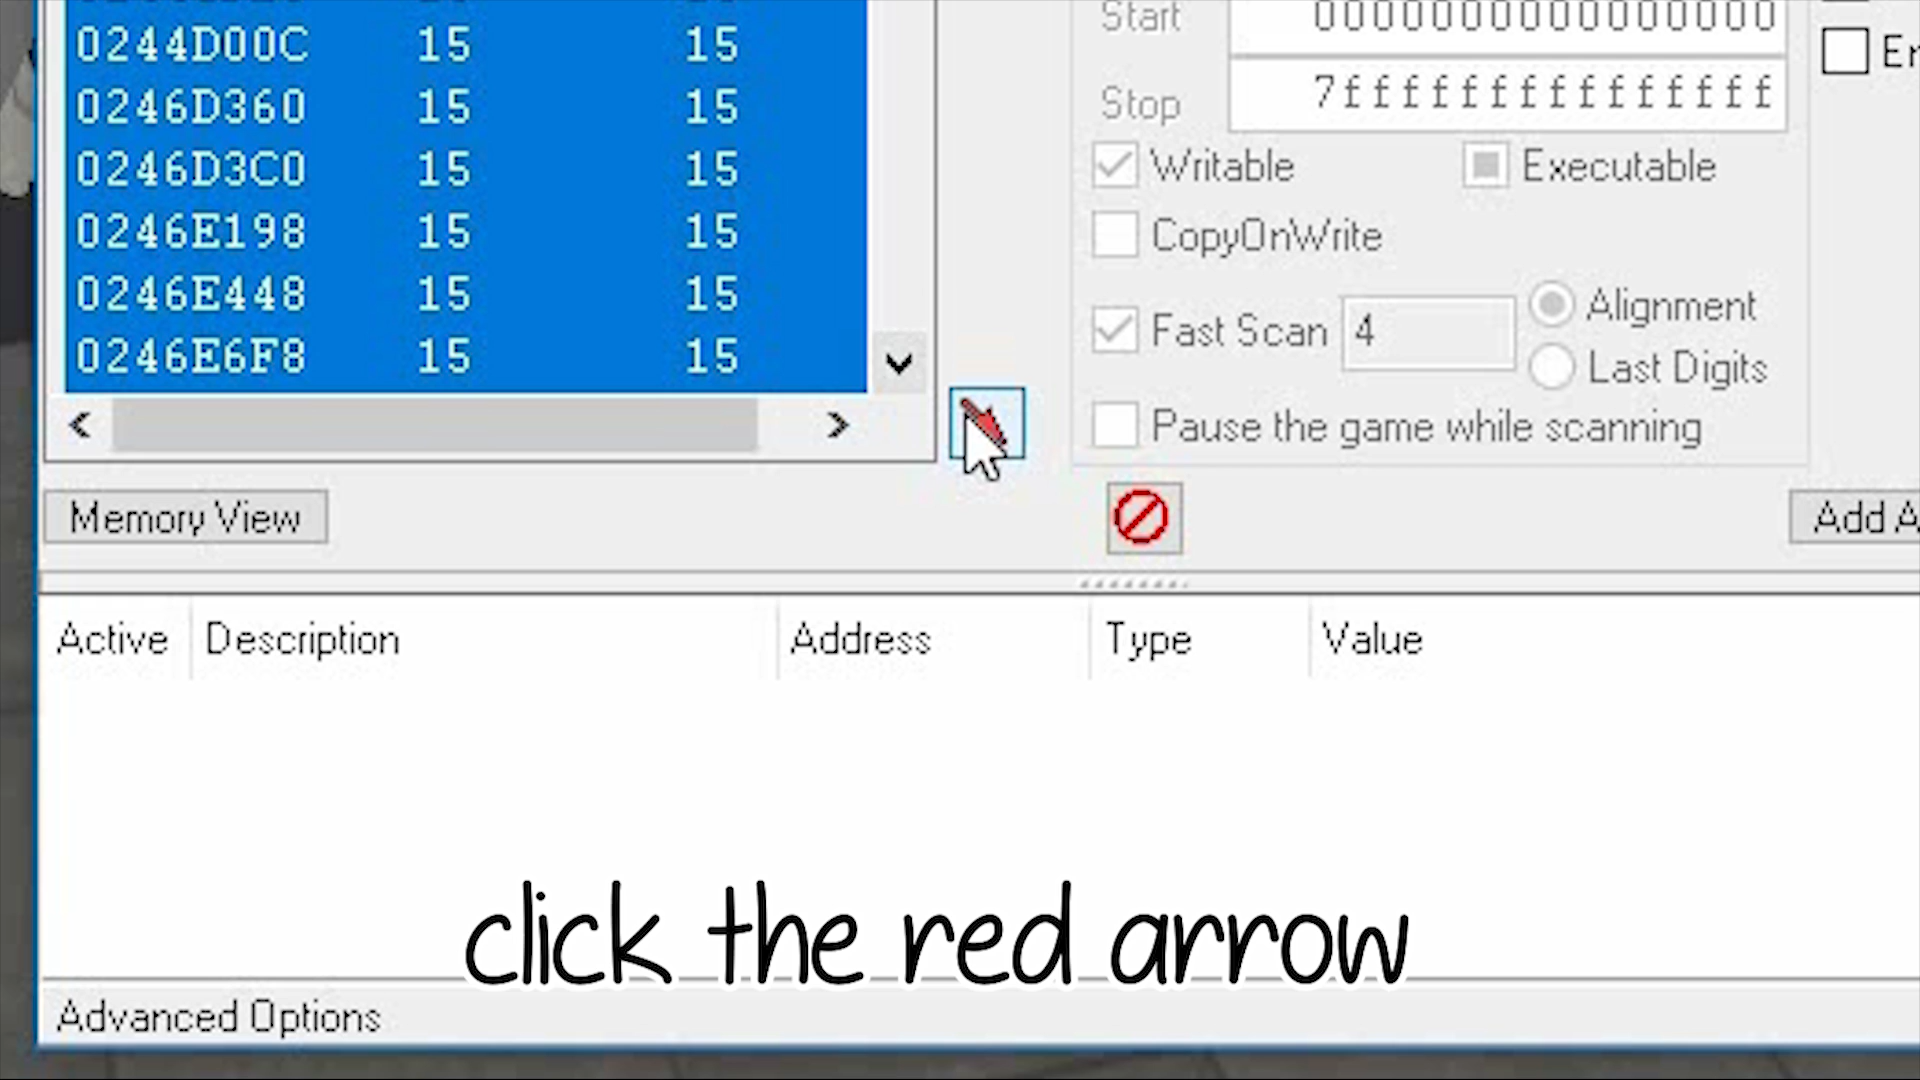 Start 0000000000000000
Stop 7fffffffffffffff
0244D00C 15 15
0246D360 15 15
0246D3C0 15 15
0246E198 15 15
0246E448 15 15
0246E6F8 15 15
Writable Executable
CopyOnWrite
Fast Scan 4 Alignment
Last Digits
Pause the game while scanning
Memory View
Add A
Active Description Address Type Value
click the red arrow
Advanced Options